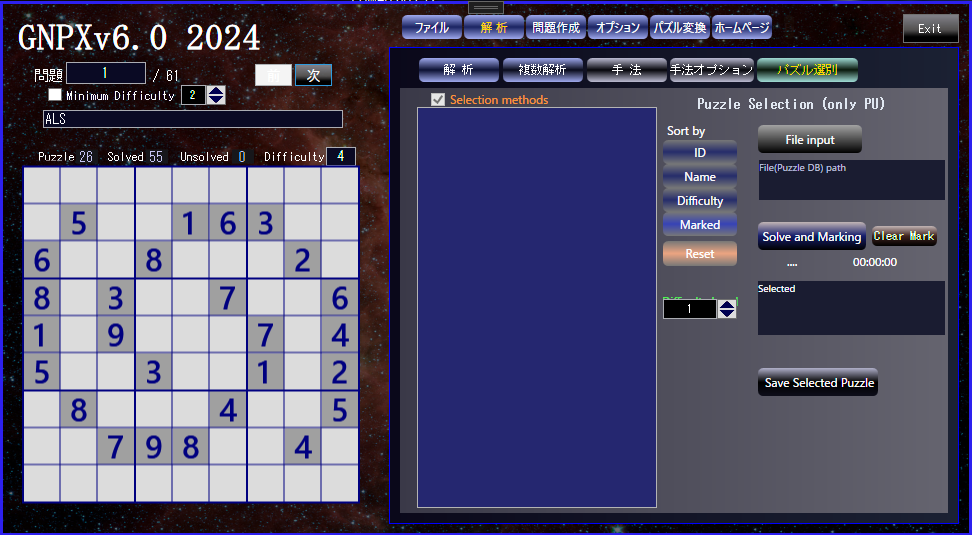 GNPXv6.0 2024
問題 1 / 61 次
Minimum Difficulty 2
ALS
Puzzle 26 Solved 55 Unsolved 0 Difficulty 4
5 1 6 3
6 8 2
8 3 7 6
1 9 7 4
5 3 1 2
8 4 5
7 9 8 4
ファイル 解析 問題作成 オプション パズル変換 ホームページ Exit
解析 複数解析 手法 手法オプション パズル選別
Selection methods
Puzzle Selection (only PU)
Sort by
ID
Name
Difficulty
Marked
Reset
1
File input
File(Puzzle DB) path
Solve and Marking Clear Mark
.... 00:00:00
Selected
Save Selected Puzzle